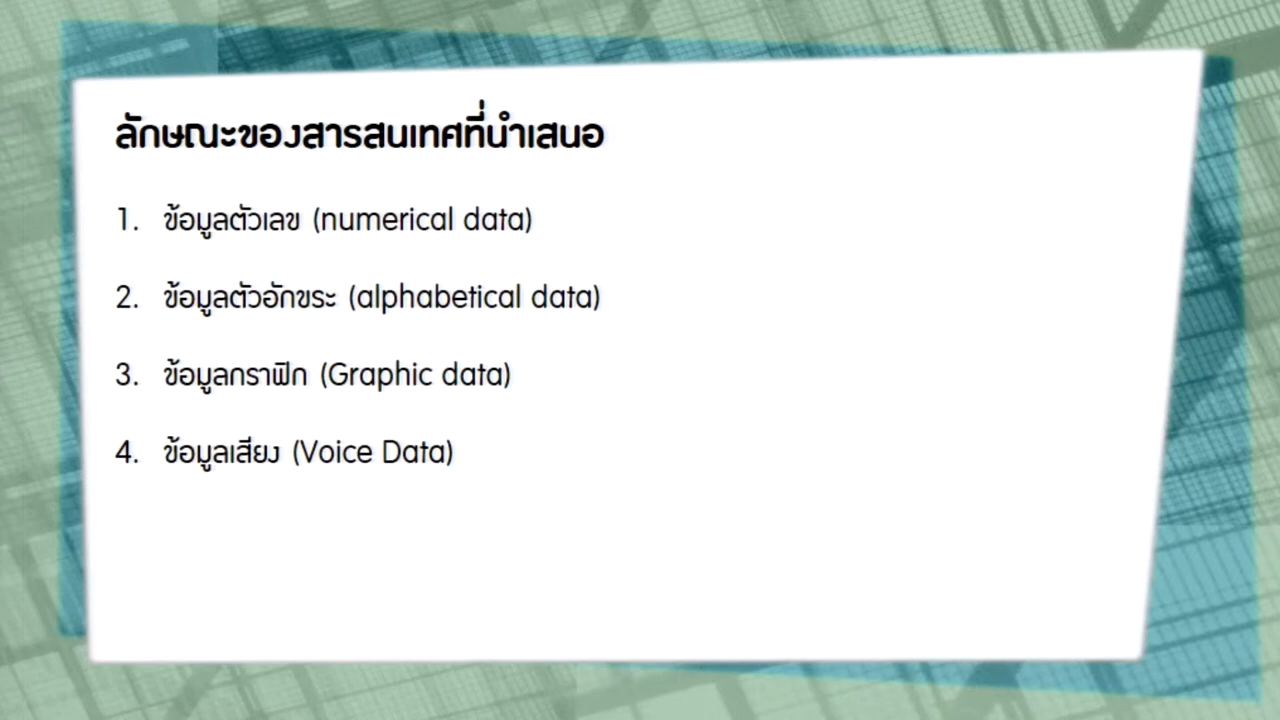 ลักษณะของสารสนเทศที่นำเสนอ
1. ข้อมูลตัวเลข (numerical data)
2. ข้อมูลตัวอักขระ (alphabetical data)
3. ข้อมูลกราฟิก (Graphic data)
4. ข้อมูลเสียง (Voice Data)